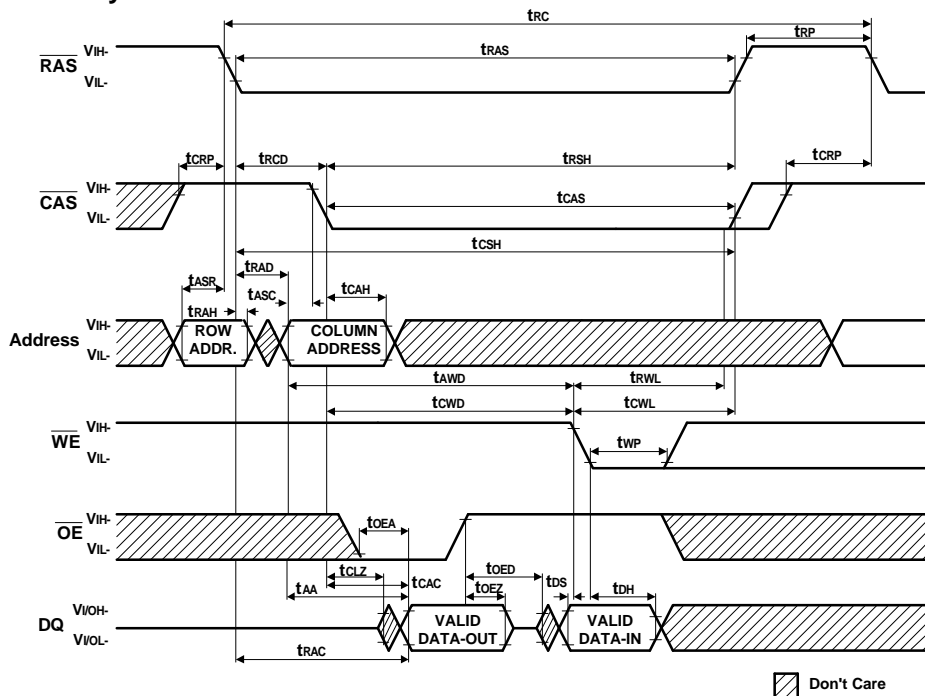 tRC
tRP
VIH-
RAS
tRAS
VIL-
tCRP
tRCD
tRSH
tCRP
VIH-
CAS
tCAS
VIL-
tCSH
tRAD
tASR
tASC
tCAH
tRAH
VIH-
Address
ROW ADDR.
COLUMN ADDRESS
VIL-
tAWD
tRWL
tCWD
tCWL
VIH-
WE
tWP
VIL-
VIH-
OE
tOEA
VIL-
tCLZ
tOED
tAA
tCAC
tOEZ
tDS
tDH
VI/OH-
DQ
VALID DATA-OUT
VALID DATA-IN
VI/OL-
tRAC
Don't Care